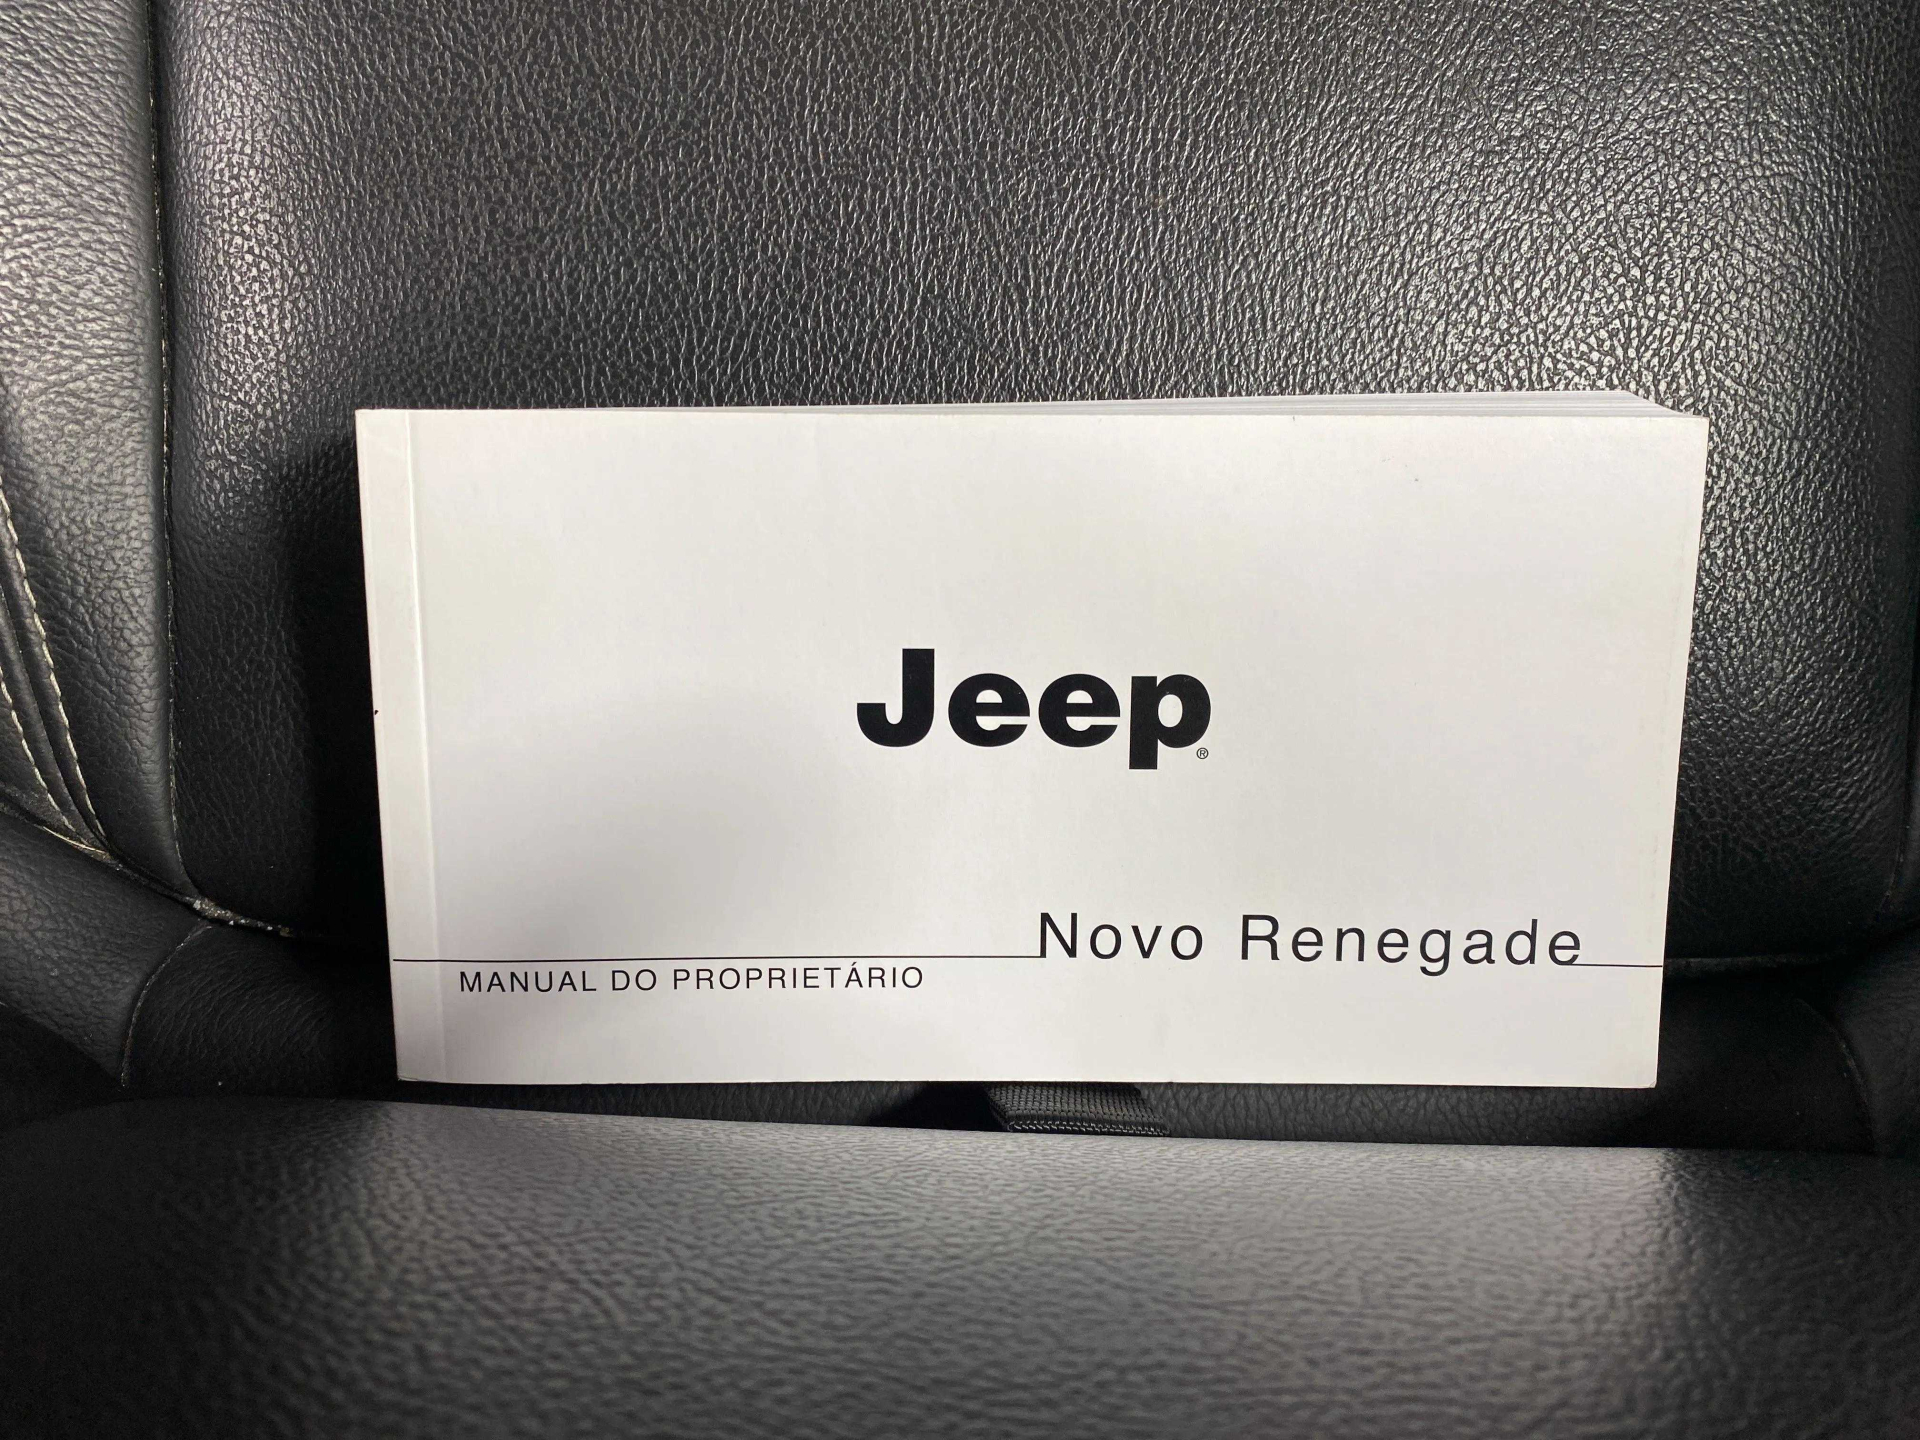 Jeep®
Novo Renegade
MANUAL DO PROPRIETÁRIO